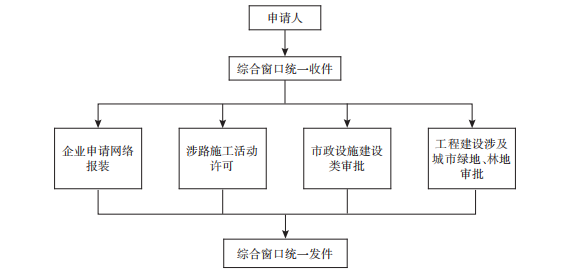 申请人
综合窗口统一收件
企业申请网络
报装
涉路施工活动
许可
市政设施建设
类审批
工程建设涉及
城市绿地、林地
审批
综合窗口统一发件